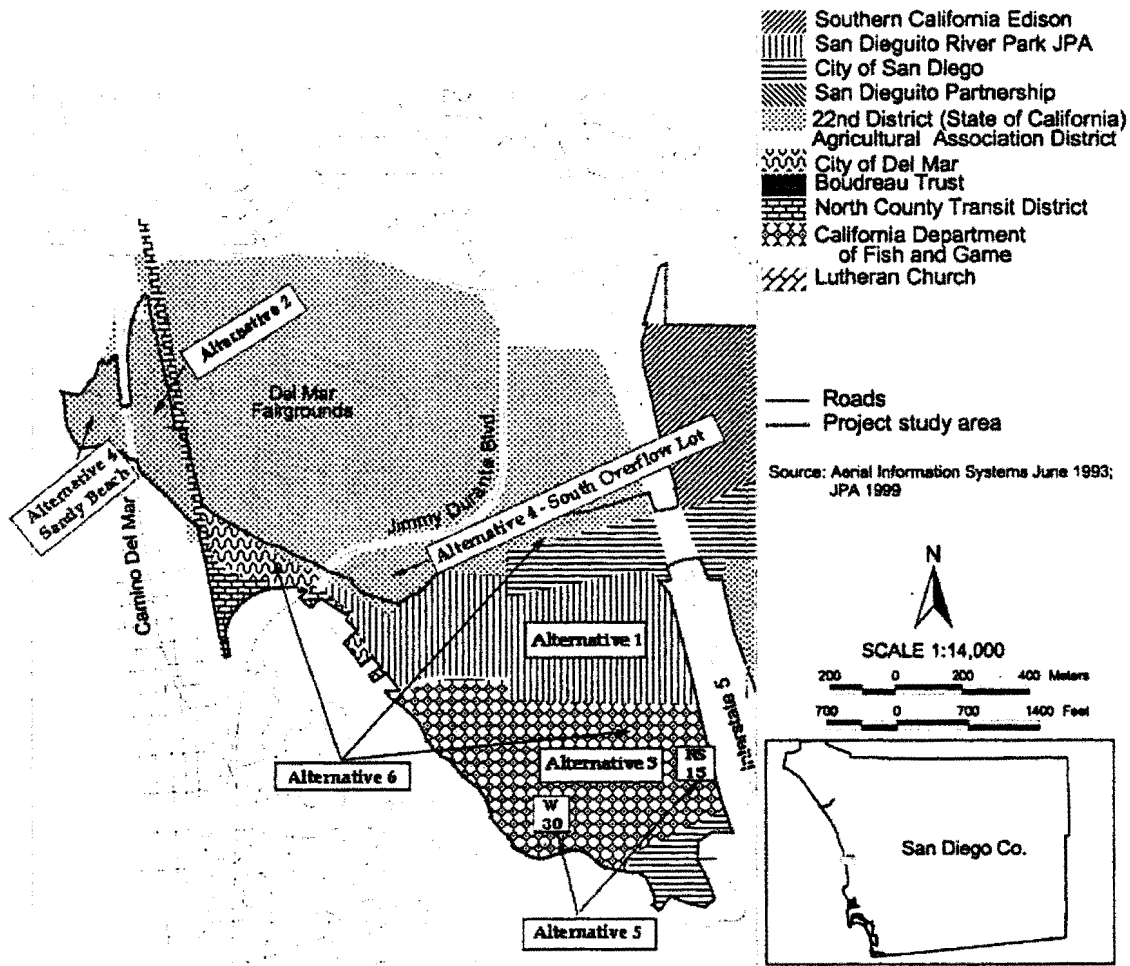 Southern California Edison
San Dieguito River Park JPA
City of San Diego
San Dieguito Partnership
22nd District (State of California)
Agricultural Association District
City of Del Mar
Boudreau Trust
North County Transit District
California Department
of Fish and Game
Lutheran Church
Roads
Project study area
Source: Aerial Information Systems June 1993;
JPA 1999
N
SCALE 1:14,000
200 0 200 400 Meters
700 0 700 1400 Feet
San Diego Co.
Alternative 2
Del Mar
Fairgrounds
Alternative 4
Sandy Beach
Camino Del Mar
Jimmy Durante Blvd.
Alternative 4 - South Overflow Lot
Alternative 1
Interstate 5
Alternative 6
Alternative 3
RS
15
W
30
Alternative 5